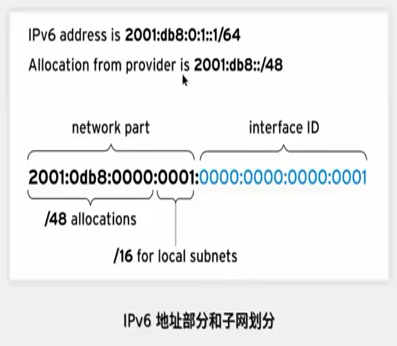 IPv6 address is 2001:db8:0:1::1/64
Allocation from provider is 2001:db8::/48
network part
interface ID
2001:0db8:0000:0001:0000:0000:0000:0001
/48 allocations
/16 for local subnets
IPv6 地址部分和子网划分